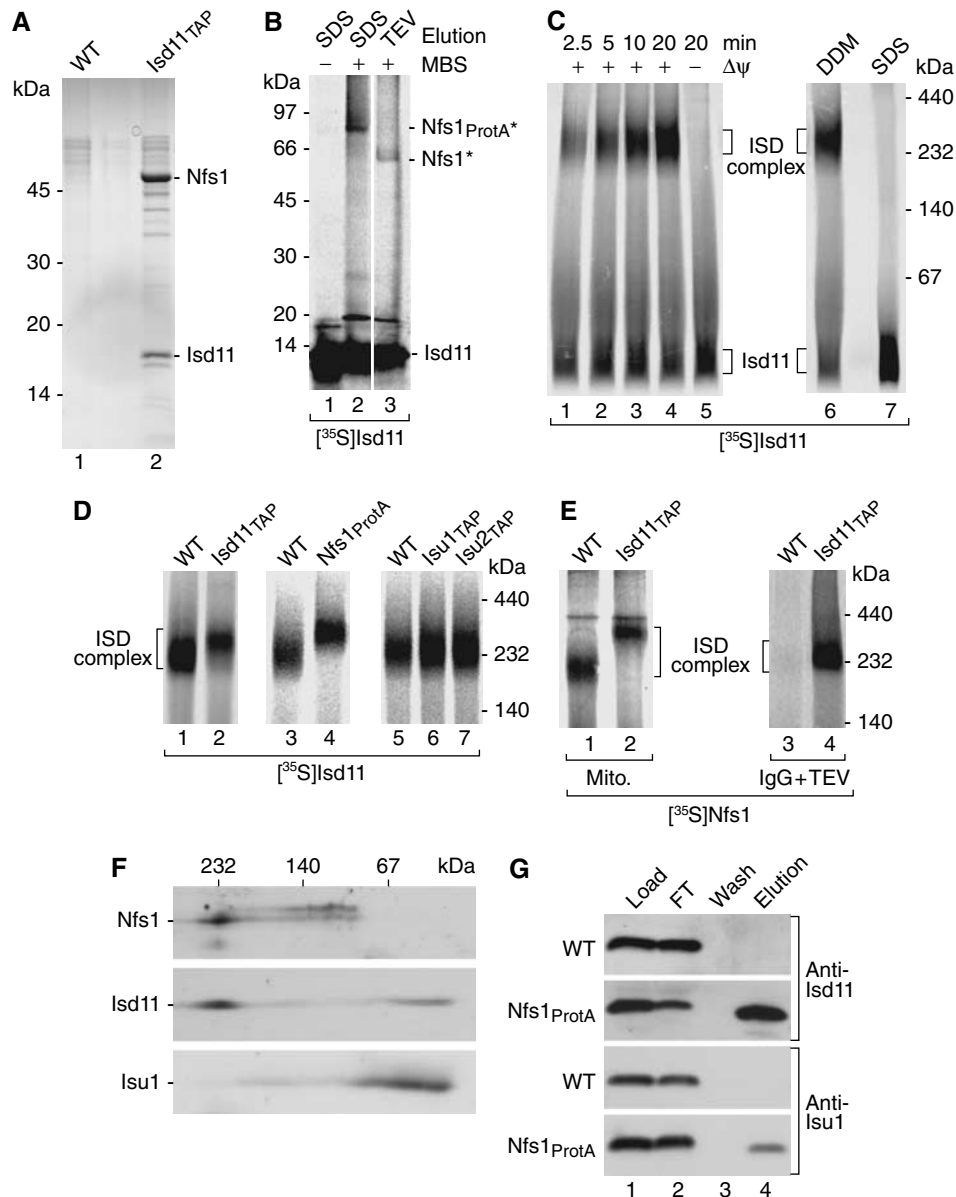 A
WT
Isd11TAP
kDa
45
30
20
14
Nfs1
Isd11
1 2
B
SDS SDS TEV Elution
– + + MBS
kDa
97
66
45
30
20
14
Nfs1ProtA*
Nfs1*
Isd11
1 2 3
[³⁵S]Isd11
C
2.5 5 10 20 20 min
+ + + + – Δψ
DDM SDS
kDa
440
232
140
67
ISD complex
Isd11
1 2 3 4 5 6 7
[³⁵S]Isd11
D
WT Isd11TAP
WT Nfs1ProtA
WT Isu1TAP Isu2TAP
kDa
440
232
140
ISD complex
1 2 3 4 5 6 7
[³⁵S]Isd11
E
WT Isd11TAP
WT Isd11TAP
kDa
440
232
140
ISD complex
1 2 3 4
Mito. IgG+TEV
[³⁵S]Nfs1
F
232 140 67 kDa
Nfs1
Isd11
Isu1
G
Load FT Wash Elution
WT
Nfs1ProtA
Anti-Isd11
WT
Nfs1ProtA
Anti-Isu1
1 2 3 4